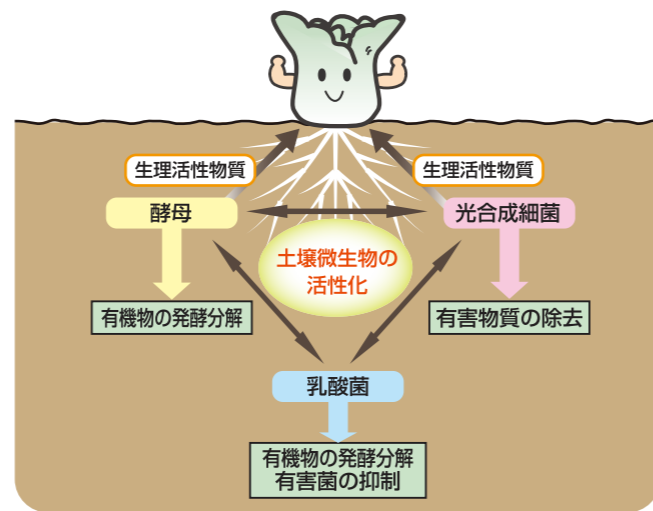 生理活性物質
生理活性物質
酵母
光合成細菌
土壌微生物の
活性化
有機物の発酵分解
有害物質の除去
乳酸菌
有機物の発酵分解
有害菌の抑制